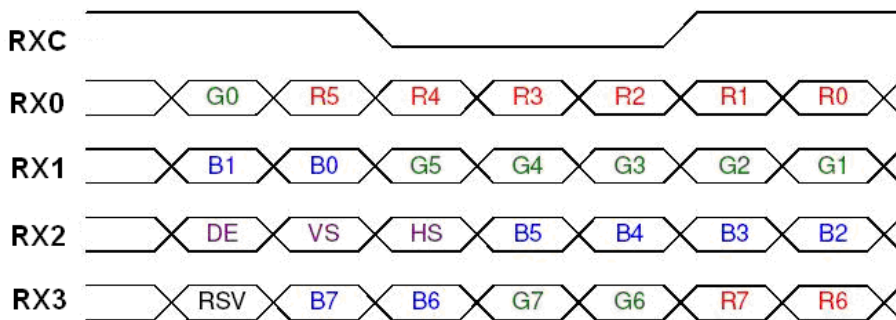 RXC
RX0 G0 R5 R4 R3 R2 R1 R0
RX1 B1 B0 G5 G4 G3 G2 G1
RX2 DE VS HS B5 B4 B3 B2
RX3 RSV B7 B6 G7 G6 R7 R6